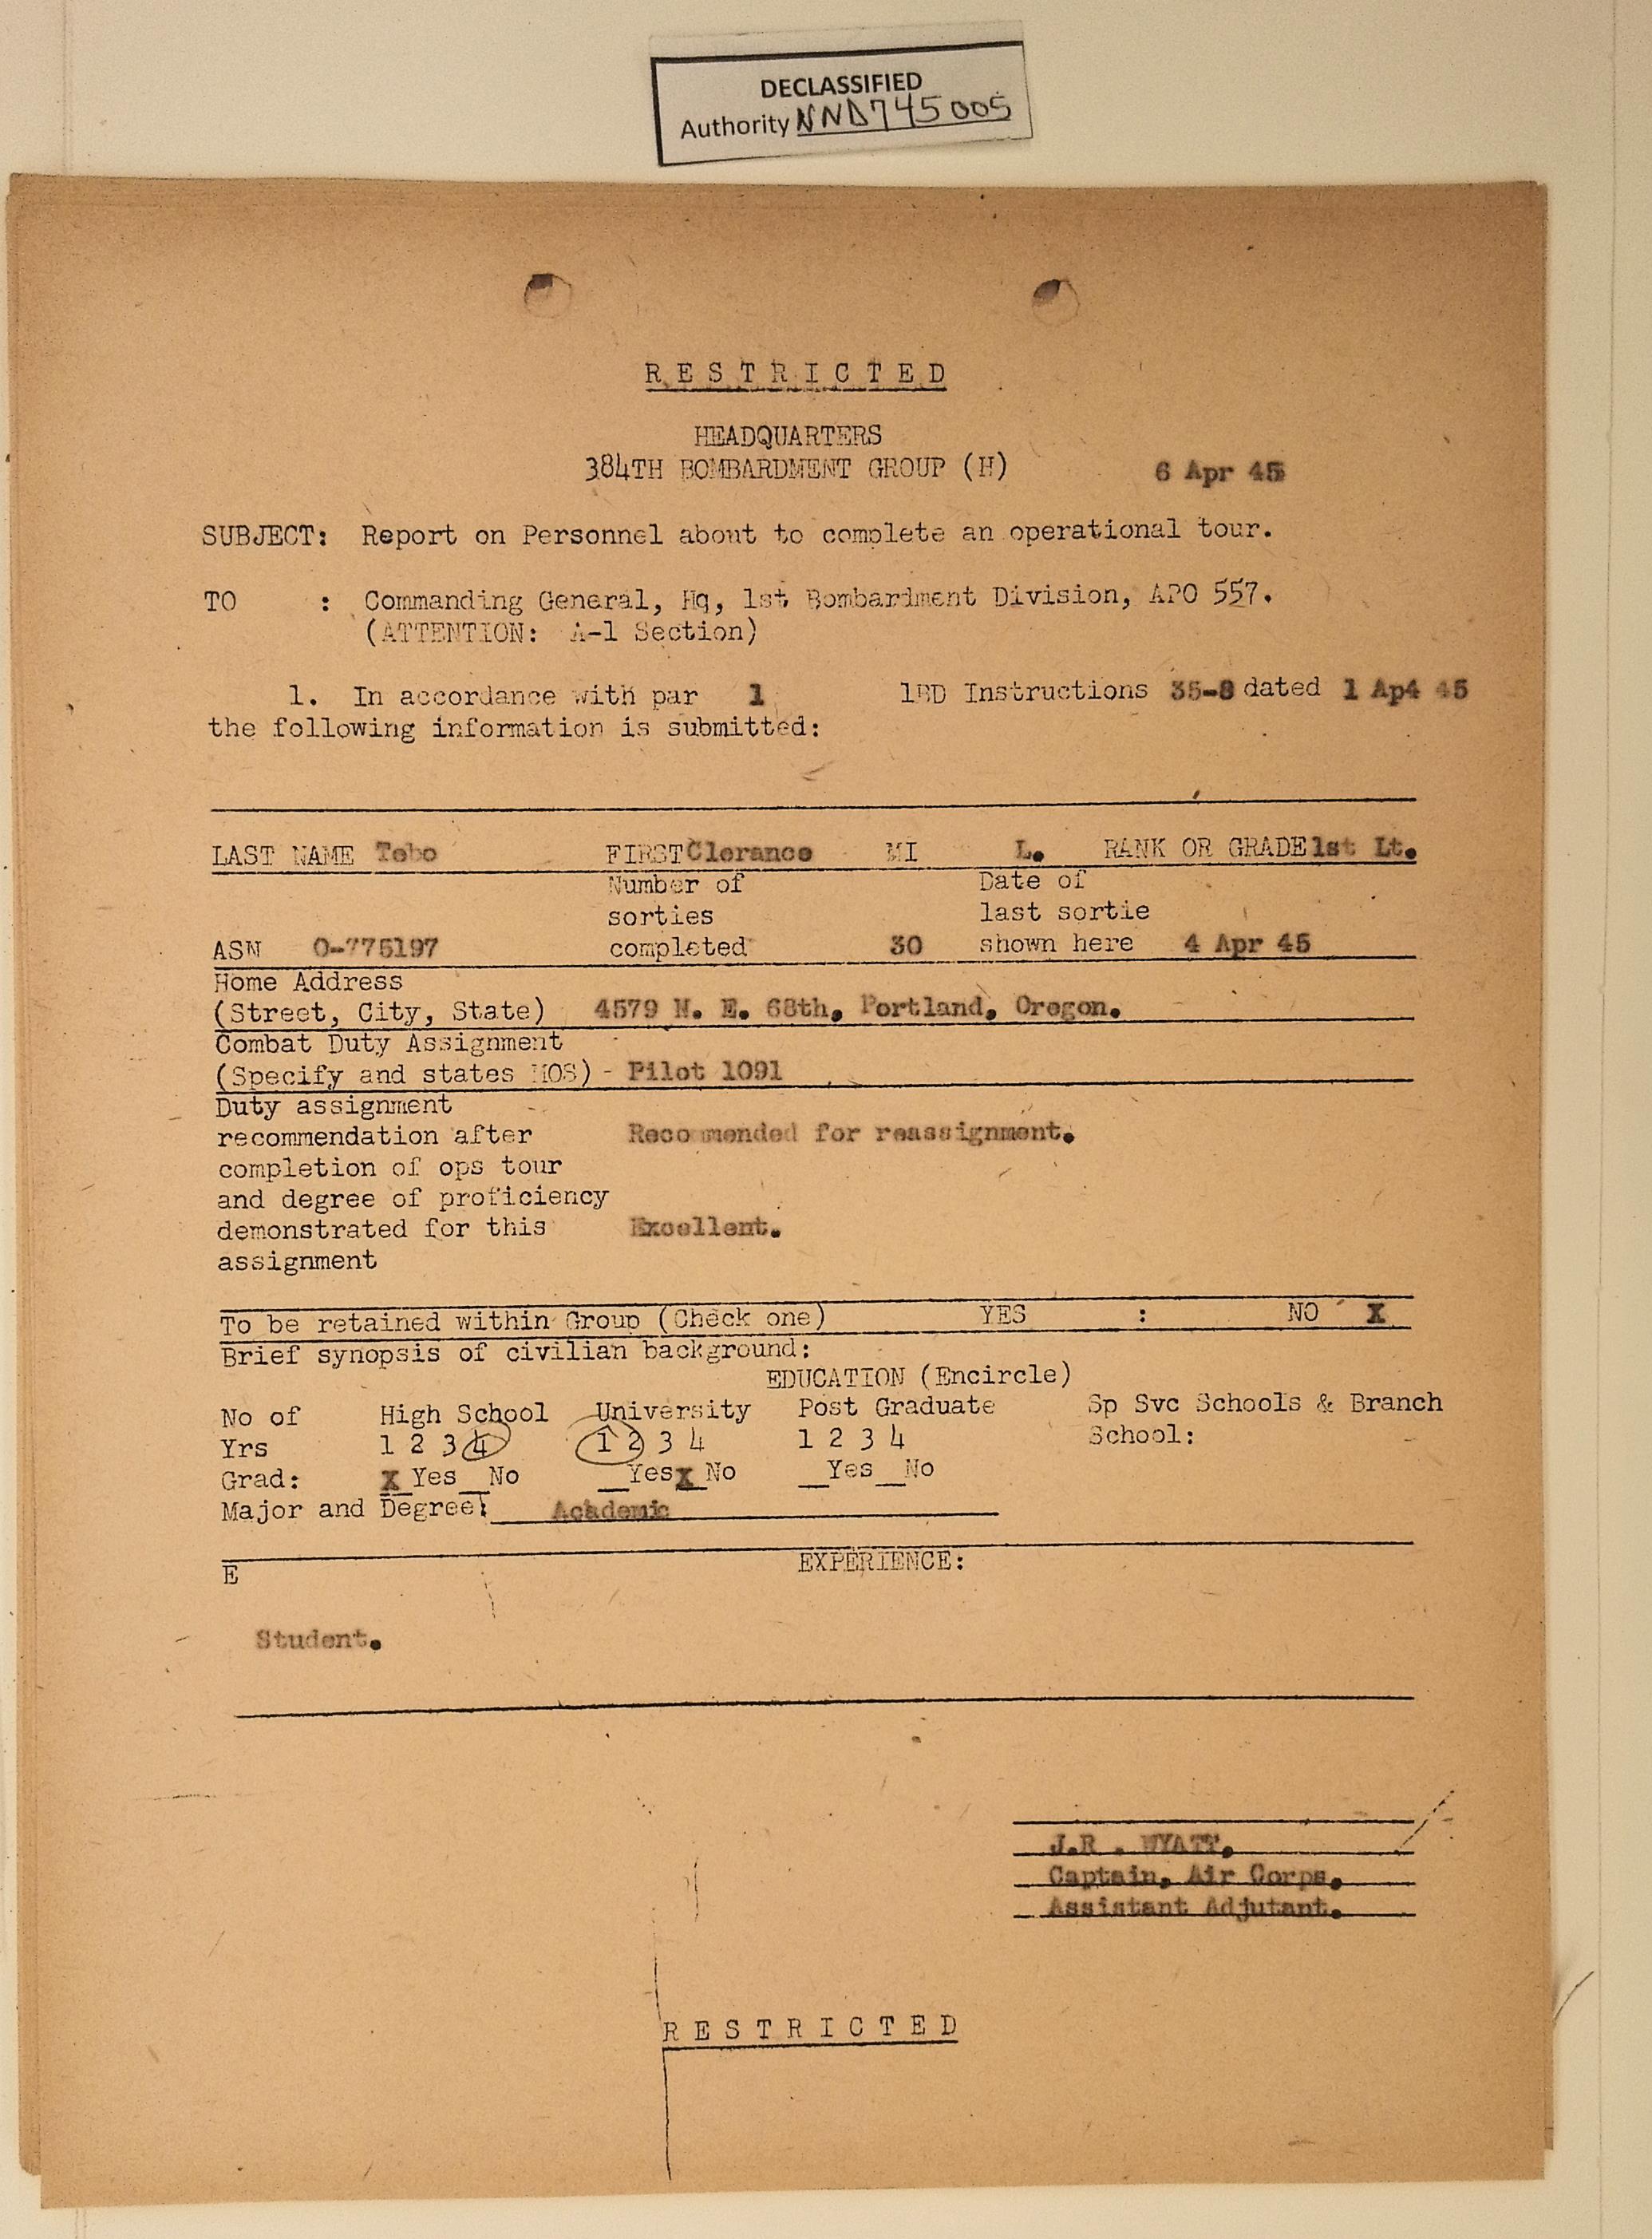 DECLASSIFIED
Authority NND745005
RESTRICTED
HEADQUARTERS
384TH BOMBARDMENT GROUP (H) 6 Apr 45
SUBJECT: Report on Personnel about to complete an operational tour.
TO : Commanding General, Hq, 1st Bombardment Division, APO 557.
(ATTENTION: A-1 Section)
1. In accordance with par 1 1BD Instructions 35-8 dated 1 Ap4 45
the following information is submitted:
LAST NAME Tebo FIRST Clerance MI L. RANK OR GRADE 1st Lt.
Number of Date of
sorties last sortie
ASN O-775197 completed 30 shown here 4 Apr 45
Home Address
(Street, City, State) 4579 N. E. 68th, Portland, Oregon.
Combat Duty Assignment
(Specify and states MOS) - Pilot 1091
Duty assignment
recommendation after Recommended for reassignment.
completion of ops tour
and degree of proficiency
demonstrated for this Excellent.
assignment
To be retained within Group (Check one) YES : NO X
Brief synopsis of civilian background:
EDUCATION (Encircle)
No of High School University Post Graduate Sp Svc Schools & Branch
Yrs 1 2 3 4 1 2 3 4 1 2 3 4 School:
Grad: X Yes _No _Yes X No _Yes _No
Major and Degree: Academic
E EXPERIENCE:
Student.
J.R . WYATT,
Captain, Air Corps,
Assistant Adjutant.
RESTRICTED